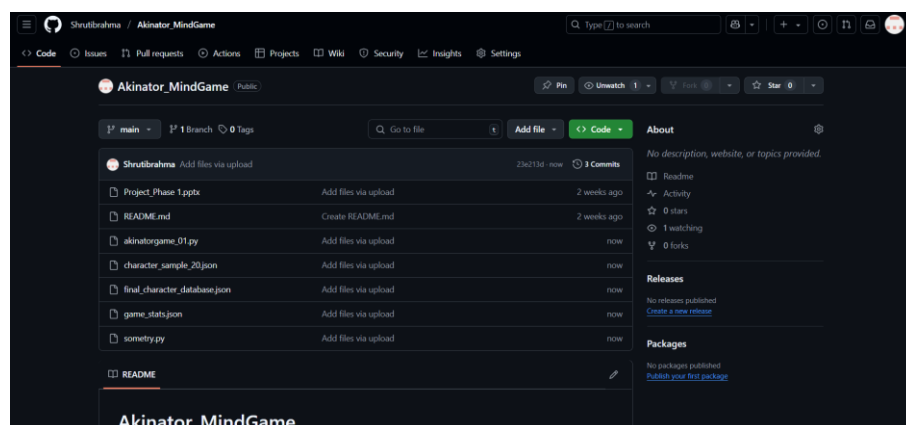 Shrutibrahma / Akinator_MindGame
Type / to search
Code Issues Pull requests Actions Projects Wiki Security Insights Settings
Akinator_MindGame Public
Pin Unwatch 1 Fork 0 Star 0
main 1 Branch 0 Tags
Go to file t Add file Code
Shrutibrahma Add files via upload 23e213d · now 3 Commits
Project_Phase 1.pptx Add files via upload 2 weeks ago
README.md Create README.md 2 weeks ago
akinatorgame_01.py Add files via upload now
character_sample_20.json Add files via upload now
final_character_database.json Add files via upload now
game_stats.json Add files via upload now
sometry.py Add files via upload now
README
Akinator_MindGame
About
No description, website, or topics provided.
Readme
Activity
0 stars
1 watching
0 forks
Releases
No releases published
Create a new release
Packages
No packages published
Publish your first package